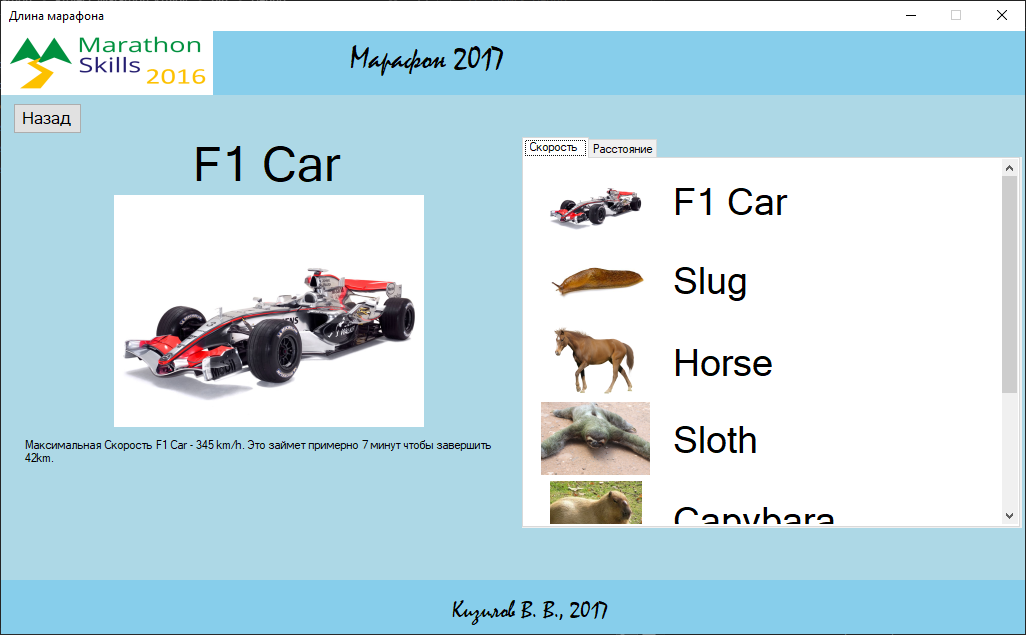 Длина марафона
Marathon
Skills 2016
Марафон 2017
Назад
F1 Car
Максимальная Скорость F1 Car - 345 km/h. Это займет примерно 7 минут чтобы завершить
42km.
Скорость
Расстояние
F1 Car
Slug
Horse
Sloth
Capybara
Кизилов В. В., 2017